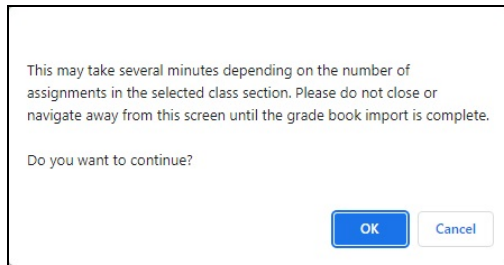 This may take several minutes depending on the number of
assignments in the selected class section. Please do not close or
navigate away from this screen until the grade book import is complete.
Do you want to continue?
OK
Cancel